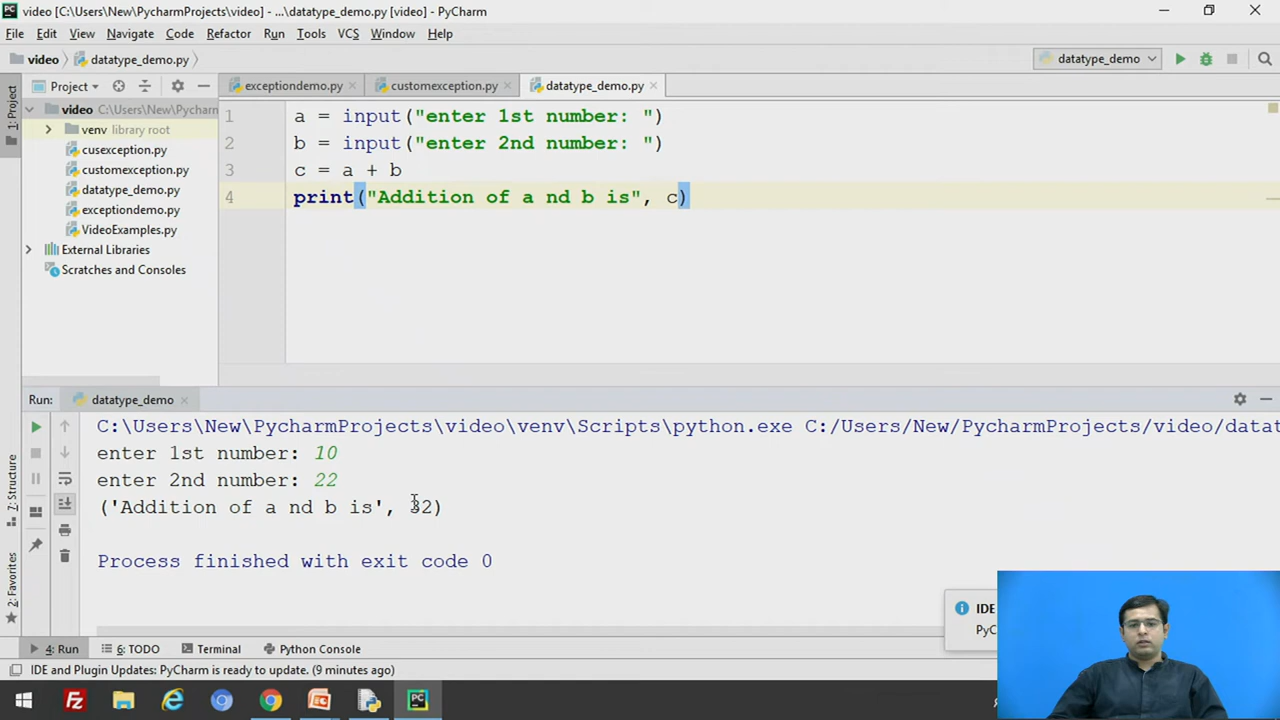 video [C:\Users\New\PycharmProjects\video] - ...\datatype_demo.py [video] - PyCharm
File Edit View Navigate Code Refactor Run Tools VCS Window Help
video datatype_demo.py datatype_demo
Project exceptiondemo.py customexception.py datatype_demo.py
1: Project
video C:\Users\New\Pycharm
venv library root
cusexception.py
customexception.py
datatype_demo.py
exceptiondemo.py
VideoExamples.py
External Libraries
Scratches and Consoles
1 a = input("enter 1st number: ")
2 b = input("enter 2nd number: ")
3 c = a + b
4 print("Addition of a nd b is", c)
Run: datatype_demo
C:\Users\New\PycharmProjects\video\venv\Scripts\python.exe C:/Users/New/PycharmProjects/video/datat
enter 1st number: 10
enter 2nd number: 22
('Addition of a nd b is', 32)
Process finished with exit code 0
7: Structure
2: Favorites
IDE
PyC
4: Run 6: TODO Terminal Python Console
IDE and Plugin Updates: PyCharm is ready to update. (9 minutes ago)